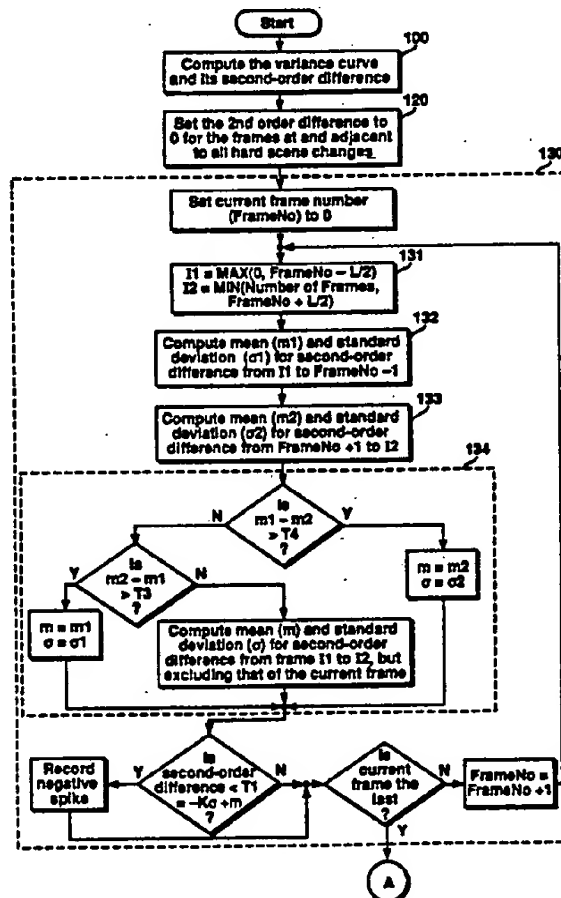 Start
100
Compute the variance curve
and its second-order difference
120
Set the 2nd order difference to
0 for the frames at and adjacent
to all hard scene changes
130
Set current frame number
(FrameNo) to 0
131
I1 = MAX(0, FrameNo – L/2)
I2 = MIN(Number of Frames,
FrameNo + L/2)
132
Compute mean (m1) and standard
deviation (σ1) for second-order
difference from I1 to FrameNo –1
133
Compute mean (m2) and standard
deviation (σ2) for second-order
difference from FrameNo +1 to I2
134
N
Is
m1 – m2
> T4
?
Y
Y
Is
m2 – m1
> T3
?
N
m = m2
σ = σ2
m = m1
σ = σ1
Compute mean (m) and standard
deviation (σ) for second-order
difference from frame I1 to I2, but
excluding that of the current frame
Record
negative
spike
Y
Is
second-order
difference < T1
= –Kσ +m
?
N
Is
current
frame the
last
?
N
FrameNo =
FrameNo +1
Y
A